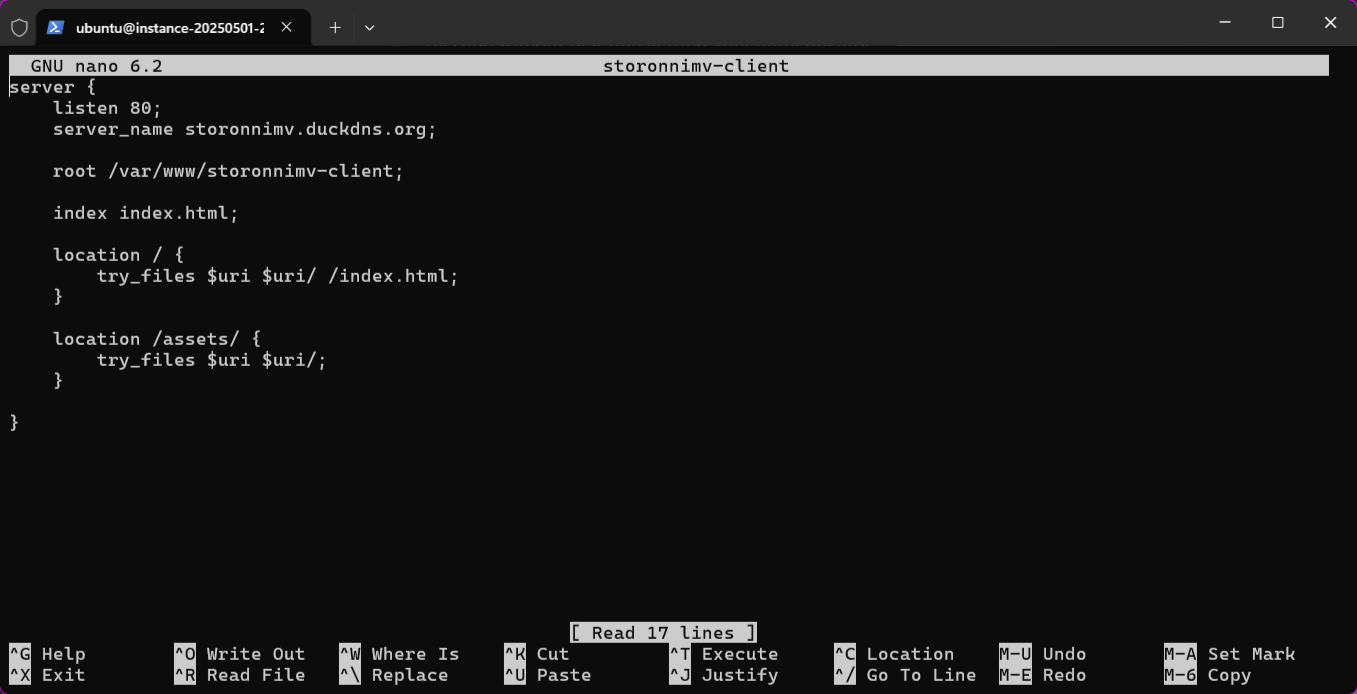 ubuntu@instance-20250501-2
GNU nano 6.2 storonnimv-client
server {
    listen 80;
    server_name storonnimv.duckdns.org;

    root /var/www/storonnimv-client;

    index index.html;

    location / {
        try_files $uri $uri/ /index.html;
    }

    location /assets/ {
        try_files $uri $uri/;
    }

}
[ Read 17 lines ]
^G Help ^O Write Out ^W Where Is ^K Cut ^T Execute ^C Location M-U Undo M-A Set Mark
^X Exit ^R Read File ^\ Replace ^U Paste ^J Justify ^/ Go To Line M-E Redo M-6 Copy